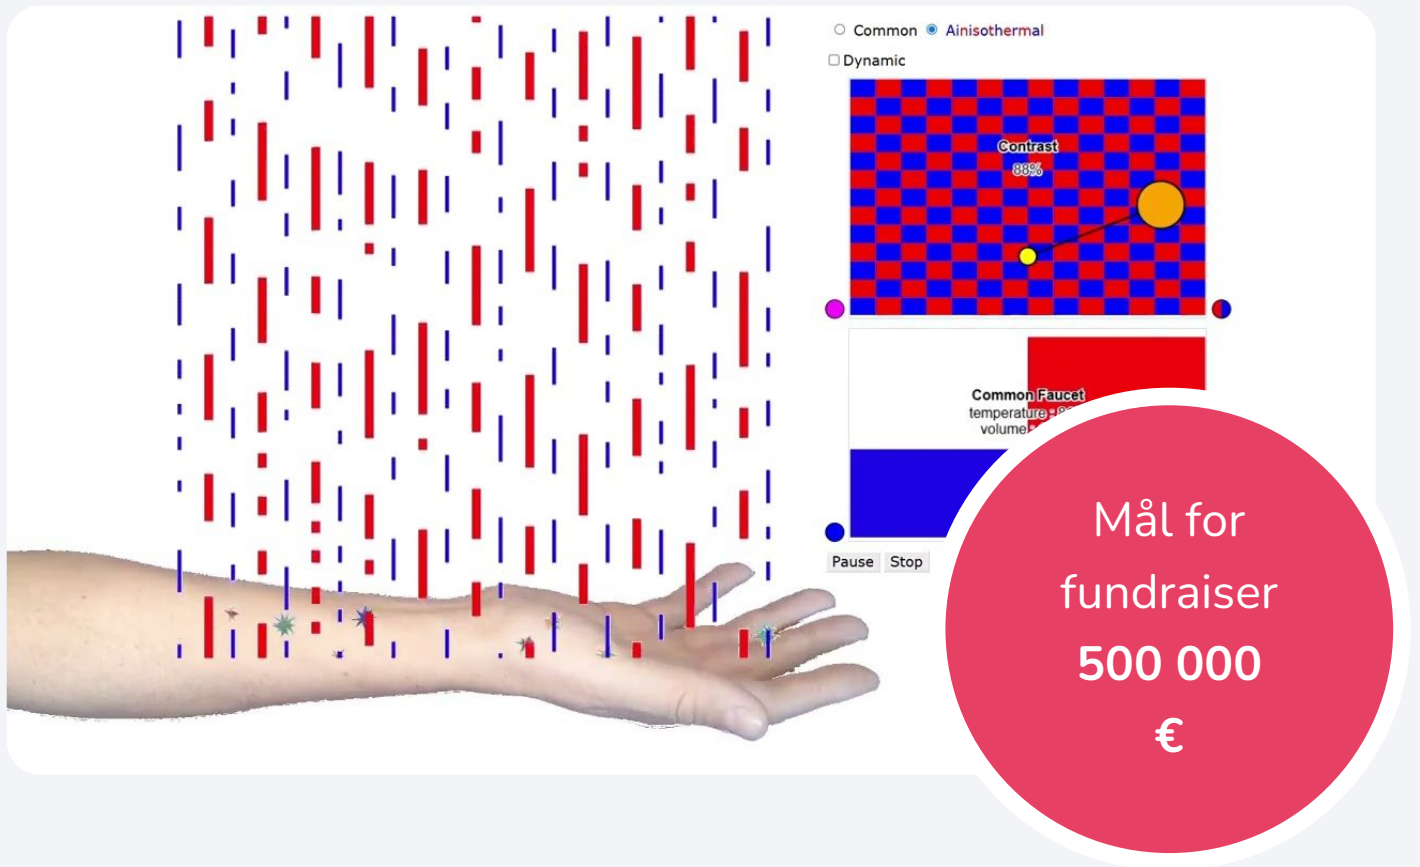 Common Ainisothermal
Dynamic
Contrast
88%
Common Faucet
temperature
volume
Pause Stop
Mål for
fundraiser
500 000
€